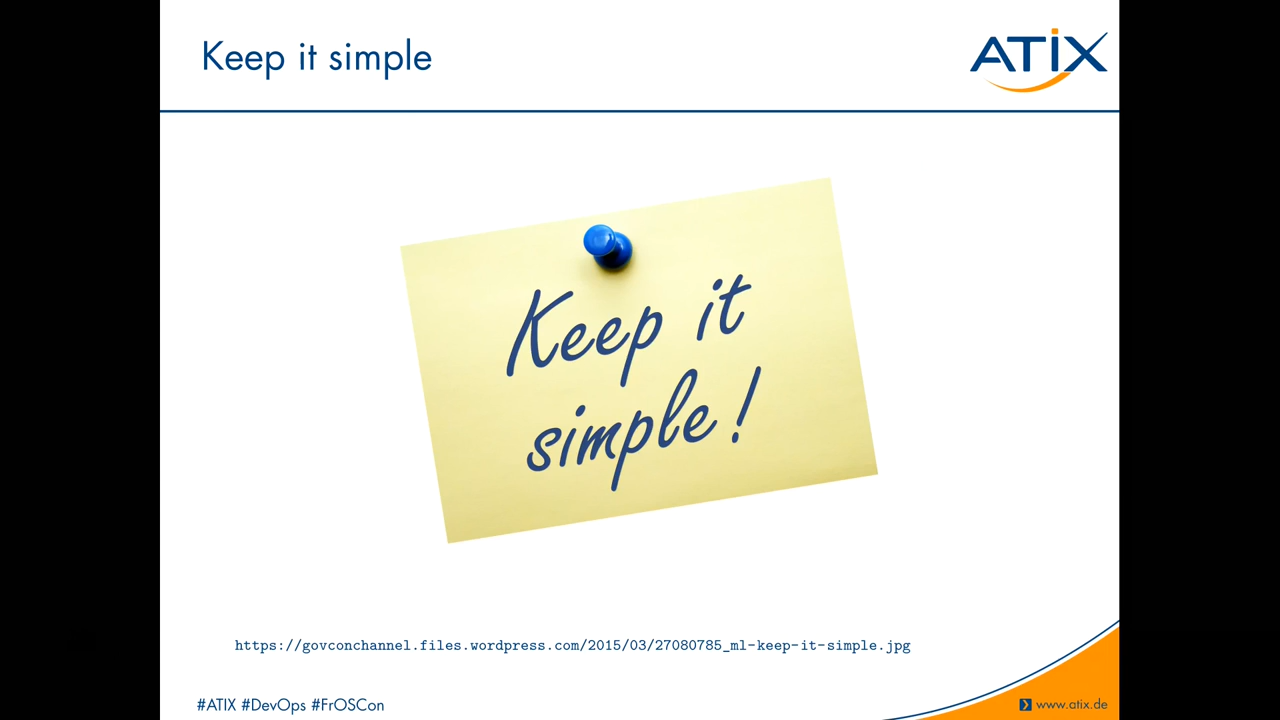 Keep it simple
ATIX
Keep it
simple!
https://govconchannel.files.wordpress.com/2015/03/27080785_ml-keep-it-simple.jpg
#ATIX #DevOps #FrOSCon
www.atix.de